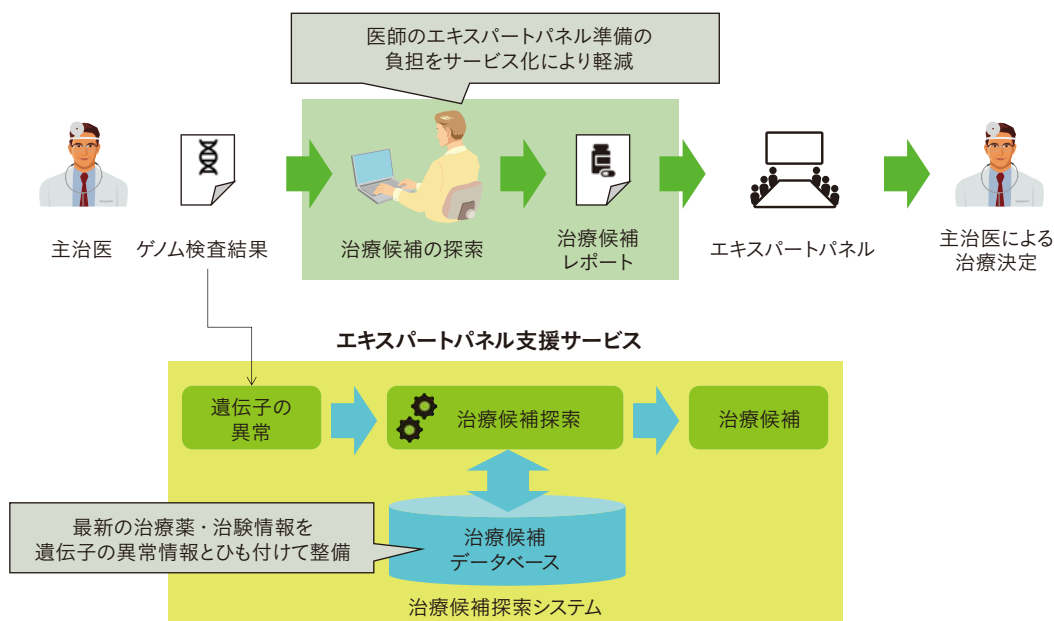 医師のエキスパートパネル準備の
負担をサービス化により軽減
主治医
ゲノム検査結果
治療候補の探索
治療候補
レポート
エキスパートパネル
主治医による
治療決定
エキスパートパネル支援サービス
遺伝子の
異常
治療候補探索
治療候補
最新の治療薬・治験情報を
遺伝子の異常情報とひも付けて整備
治療候補
データベース
治療候補探索システム